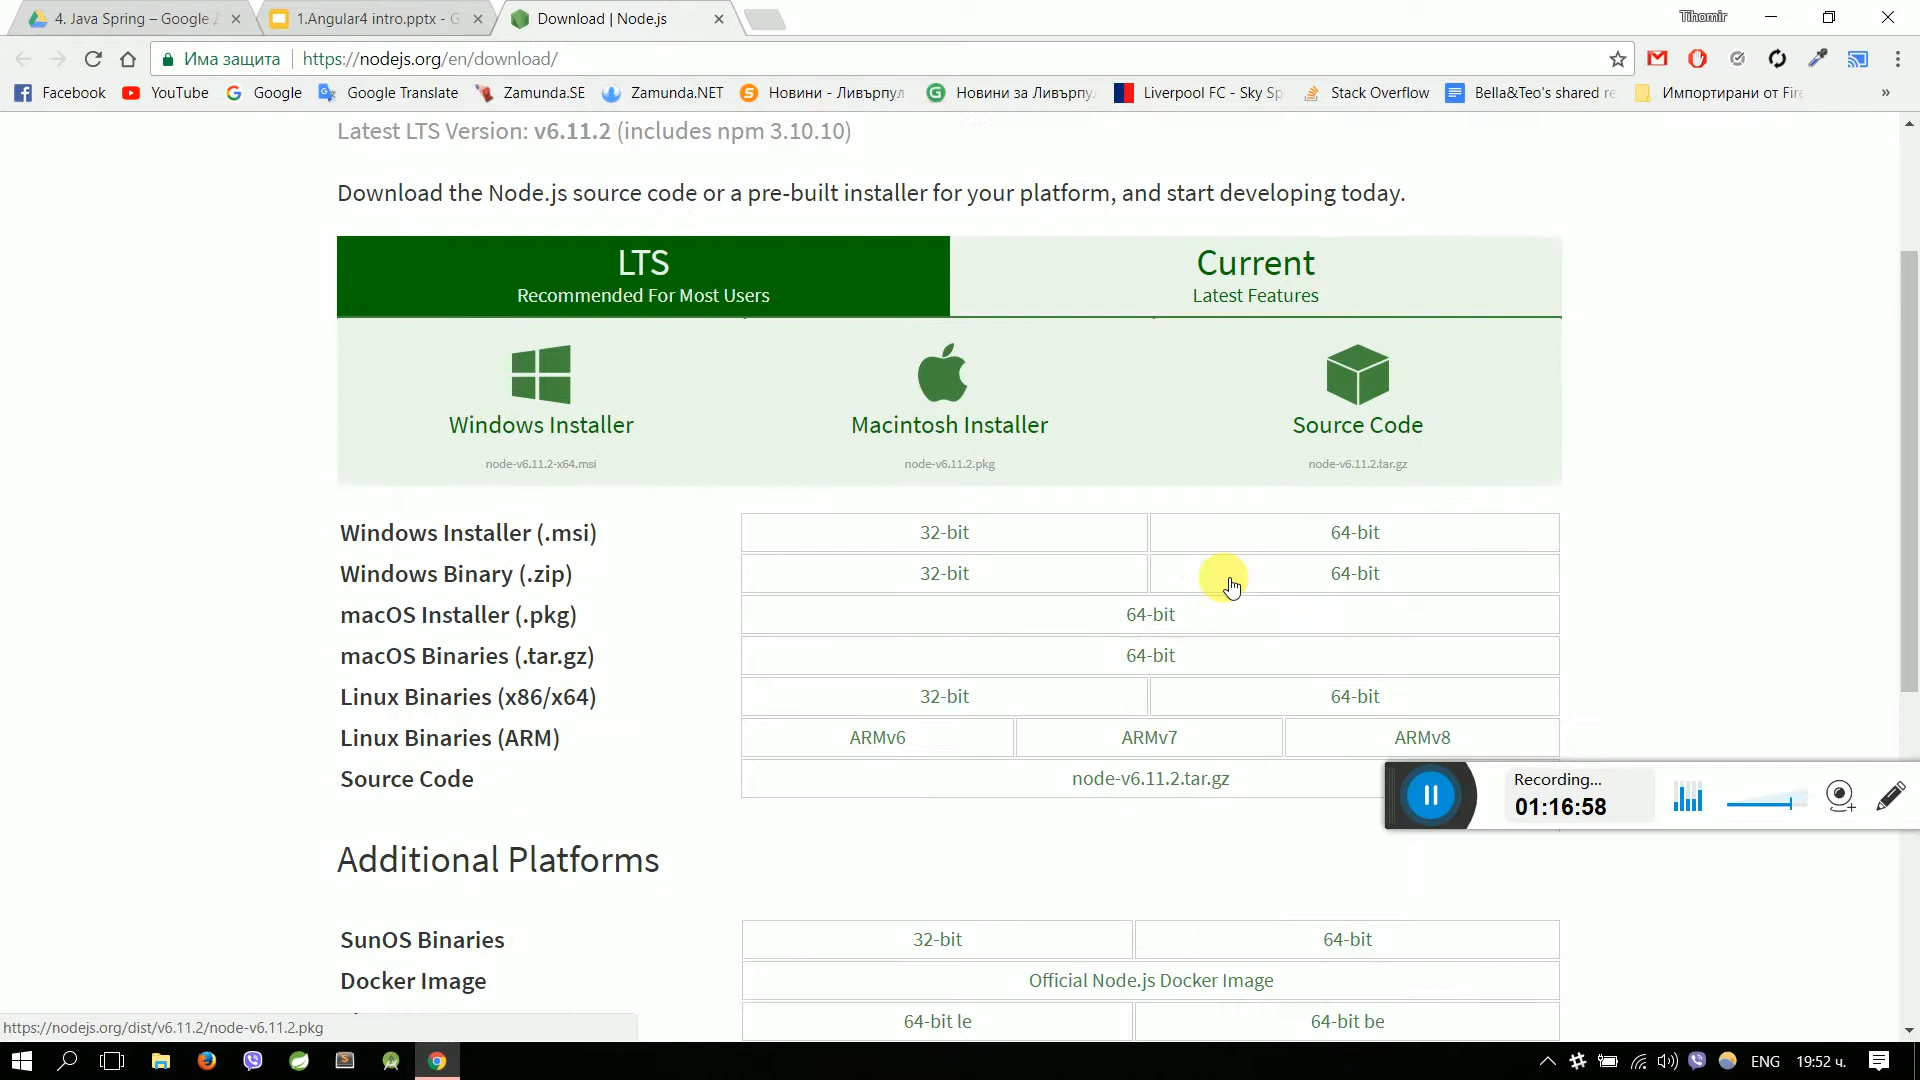 4. Java Spring – Google
1.Angular4 intro.pptx - G
Download | Node.js
Tihomir
Има защита
https://nodejs.org/en/download/
Facebook
YouTube
Google
Google Translate
Zamunda.SE
Zamunda.NET
Новини - Ливърпул
Новини за Ливърпу
Liverpool FC - Sky Sp
Stack Overflow
Bella&Teo's shared re
Импортирани от Fire
»
Latest LTS Version: v6.11.2 (includes npm 3.10.10)
Download the Node.js source code or a pre-built installer for your platform, and start developing today.
LTS
Recommended For Most Users
Current
Latest Features
Windows Installer
Macintosh Installer
Source Code
node-v6.11.2-x64.msi
node-v6.11.2.pkg
node-v6.11.2.tar.gz
Windows Installer (.msi) 32-bit 64-bit
Windows Binary (.zip) 32-bit 64-bit
macOS Installer (.pkg) 64-bit
macOS Binaries (.tar.gz) 64-bit
Linux Binaries (x86/x64) 32-bit 64-bit
Linux Binaries (ARM) ARMv6 ARMv7 ARMv8
Source Code node-v6.11.2.tar.gz
Recording...
01:16:58
Additional Platforms
SunOS Binaries 32-bit 64-bit
Docker Image Official Node.js Docker Image
64-bit le 64-bit be
https://nodejs.org/dist/v6.11.2/node-v6.11.2.pkg
ENG
19:52 ч.